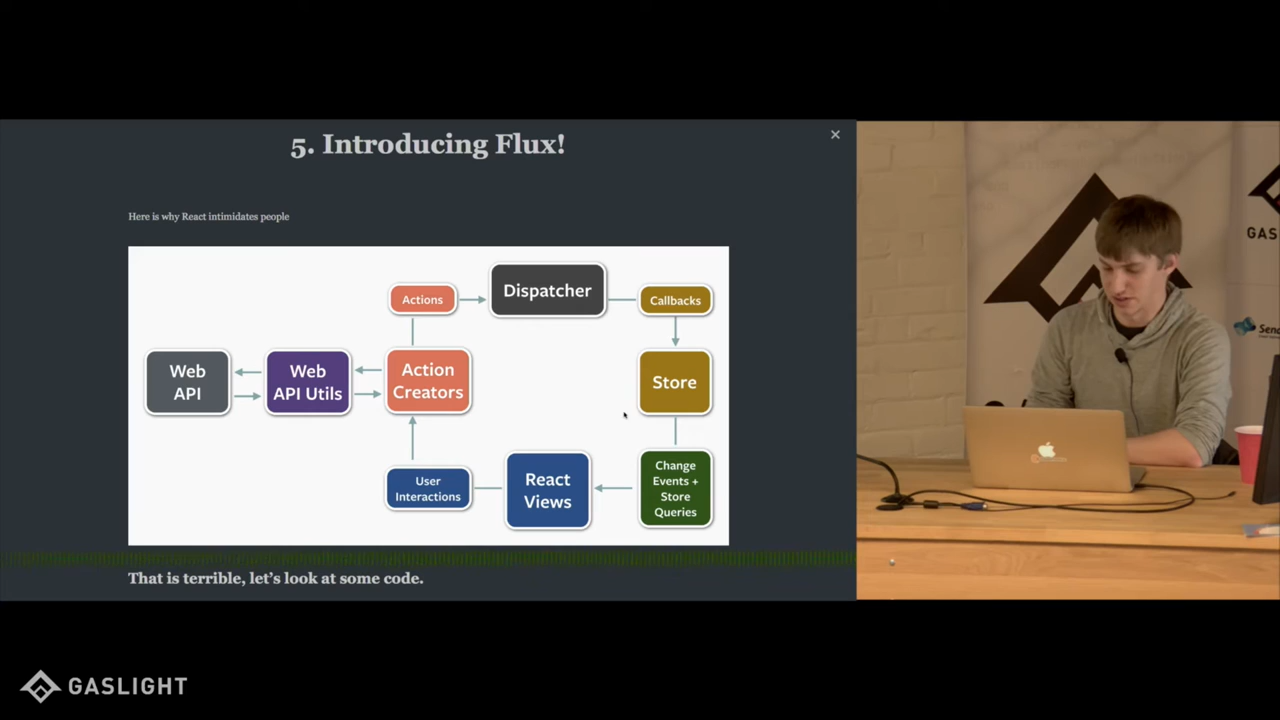 5. Introducing Flux!
Here is why React intimidates people
Actions
Dispatcher
Callbacks
Web
API
Web
API Utils
Action
Creators
Store
User
Interactions
React
Views
Change
Events +
Store
Queries
That is terrible, let's look at some code.
GAS
GASLIGHT